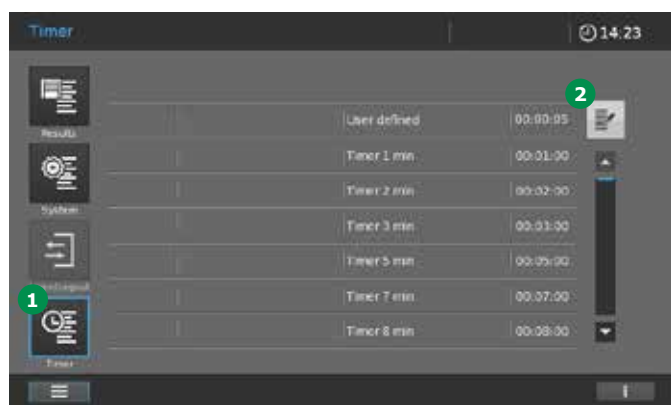 Timer 14.23
2
Results
User defined 00:00:05
Timer 1 min 00:01:00
System
Timer 2 min 00:02:00
Timer 3 min 00:03:00
Timer 5 min 00:05:00
1
Timer 7 min 00:07:00
Timer 8 min 00:08:00
Timer
i